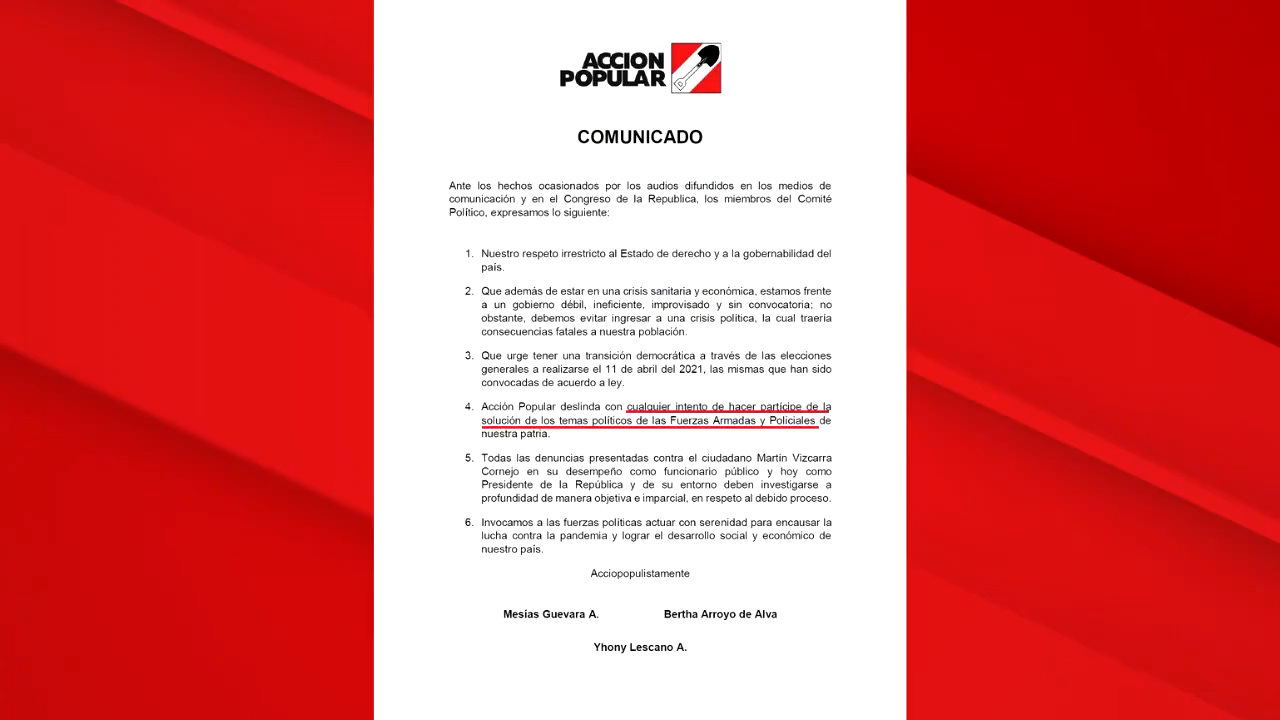 ACCION
POPULAR
COMUNICADO
Ante los hechos ocasionados por los audios difundidos en los medios de
comunicación y en el Congreso de la Republica, los miembros del Comité
Político, expresamos lo siguiente:
1. Nuestro respeto irrestricto al Estado de derecho y a la gobernabilidad del
país.
2. Que además de estar en una crisis sanitaria y económica, estamos frente
a un gobierno débil, ineficiente, improvisado y sin convocatoria; no
obstante, debemos evitar ingresar a una crisis política, la cual traería
consecuencias fatales a nuestra población.
3. Que urge tener una transición democrática a través de las elecciones
generales a realizarse el 11 de abril del 2021, las mismas que han sido
convocadas de acuerdo a ley.
4. Acción Popular deslinda con cualquier intento de hacer partícipe de la
solución de los temas políticos de las Fuerzas Armadas y Policiales de
nuestra patria.
5. Todas las denuncias presentadas contra el ciudadano Martín Vizcarra
Cornejo en su desempeño como funcionario público y hoy como
Presidente de la República y de su entorno deben investigarse a
profundidad de manera objetiva e imparcial, en respeto al debido proceso.
6. Invocamos a las fuerzas políticas actuar con serenidad para encausar la
lucha contra la pandemia y lograr el desarrollo social y económico de
nuestro país.
Acciopopulistamente
Mesías Guevara A. Bertha Arroyo de Alva
Yhony Lescano A.